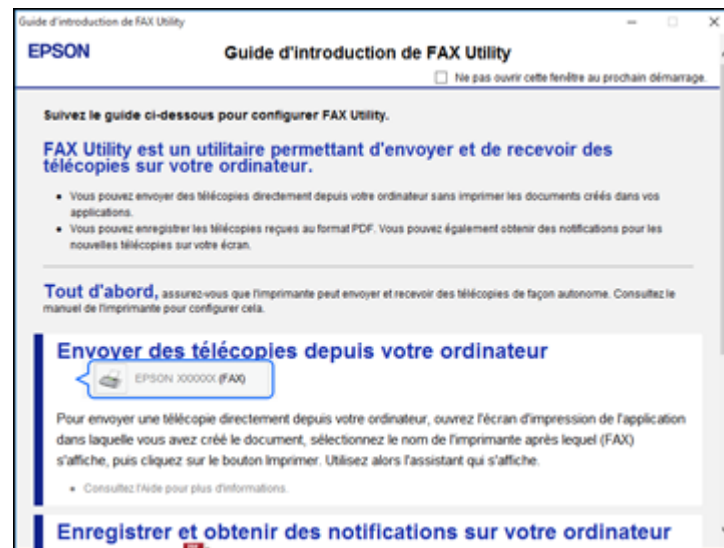 Guide d'introduction de FAX Utility
EPSON
Guide d'introduction de FAX Utility
Ne pas ouvrir cette fenêtre au prochain démarrage.
Suivez le guide ci-dessous pour configurer FAX Utility.
FAX Utility est un utilitaire permettant d'envoyer et de recevoir des
télécopies sur votre ordinateur.
• Vous pouvez envoyer des télécopies directement depuis votre ordinateur sans imprimer les documents créés dans vos
applications.
• Vous pouvez enregistrer les télécopies reçues au format PDF. Vous pouvez également obtenir des notifications pour les
nouvelles télécopies sur votre écran.
Tout d'abord, assurez-vous que l'imprimante peut envoyer et recevoir des télécopies de façon autonome. Consultez le
manuel de l'imprimante pour configurer cela.
Envoyer des télécopies depuis votre ordinateur
EPSON XXXXXX (FAX)
Pour envoyer une télécopie directement depuis votre ordinateur, ouvrez l'écran d'impression de l'application
dans laquelle vous avez créé le document, sélectionnez le nom de l'imprimante après lequel (FAX)
s'affiche, puis cliquez sur le bouton Imprimer. Utilisez alors l'assistant qui s'affiche.
• Consultez l'Aide pour plus d'informations.
Enregistrer et obtenir des notifications sur votre ordinateur